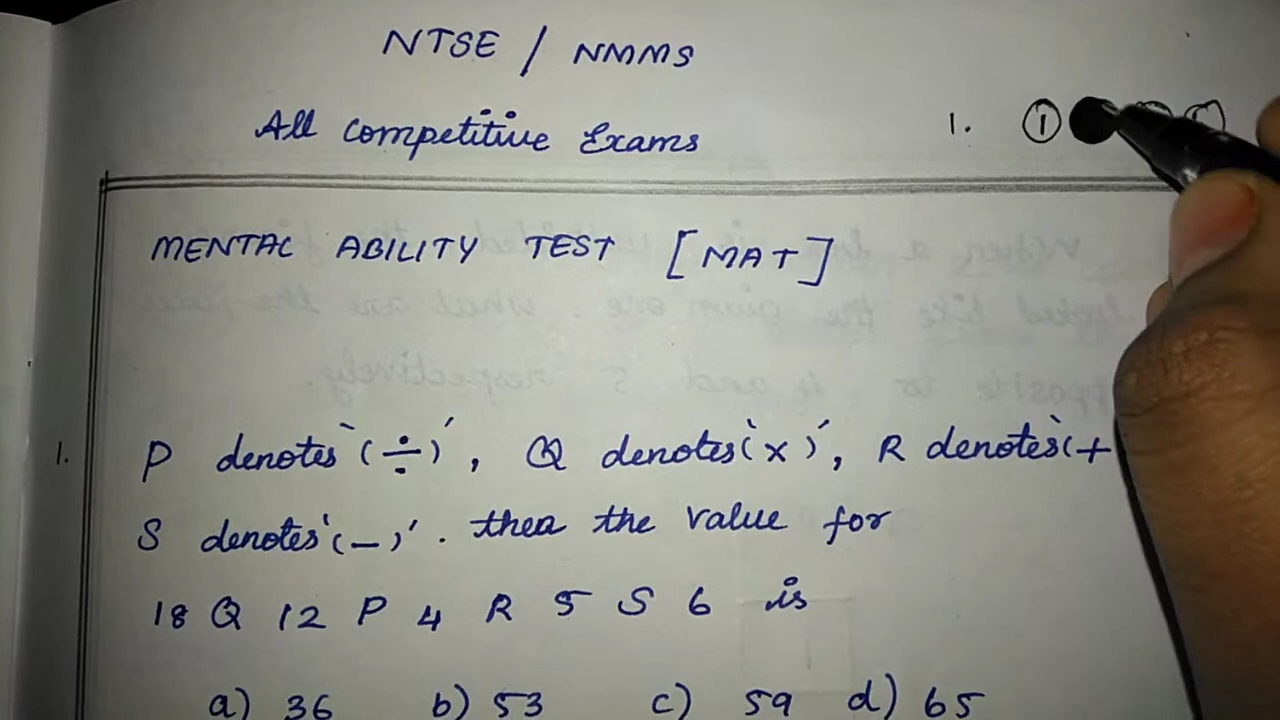 NTSE / NMMS
All Competitive Exams
1. ①
MENTAL ABILITY TEST [MAT]
1. P denotes '(÷)', Q denotes '(×)', R denotes '(+
S denotes '(−)'. then the value for
18 Q 12 P 4 R 5 S 6 is
a) 36 b) 53 c) 59 d) 65